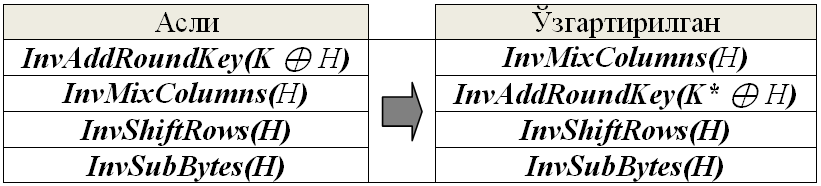 Асли Ўзгартирилган
InvAddRoundKey(K ⊕ H) InvMixColumns(H)
InvMixColumns(H) InvAddRoundKey(K* ⊕ H)
InvShiftRows(H) InvShiftRows(H)
InvSubBytes(H) InvSubBytes(H)